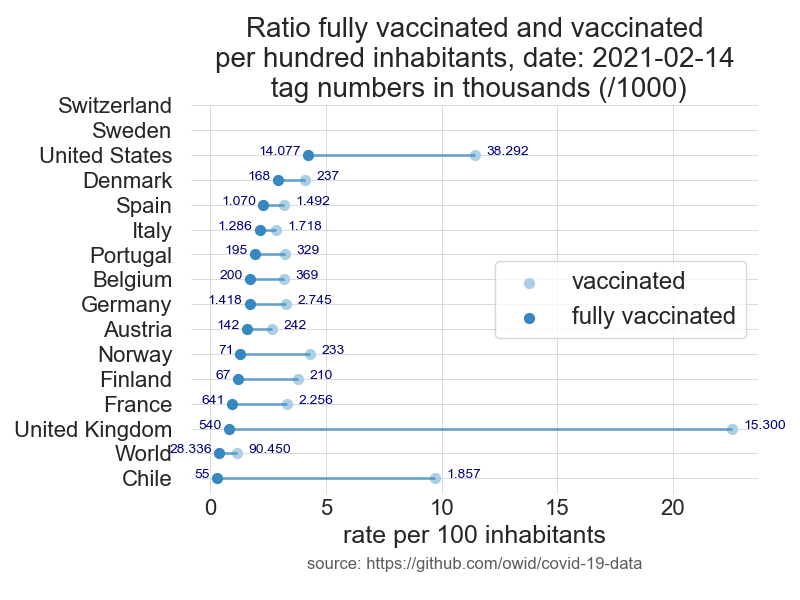 Ratio fully vaccinated and vaccinated
per hundred inhabitants, date: 2021-02-14
tag numbers in thousands (/1000)
Switzerland
Sweden
United States 14.077 38.292
Denmark 168 237
Spain 1.070 1.492
Italy 1.286 1.718
Portugal 195 329
Belgium 200 369
vaccinated
Germany 1.418 2.745
fully vaccinated
Austria 142 242
Norway 71 233
Finland 67 210
France 641 2.256
United Kingdom 540 15.300
World 28.336 90.450
Chile 55 1.857
0 5 10 15 20
rate per 100 inhabitants
source: https://github.com/owid/covid-19-data